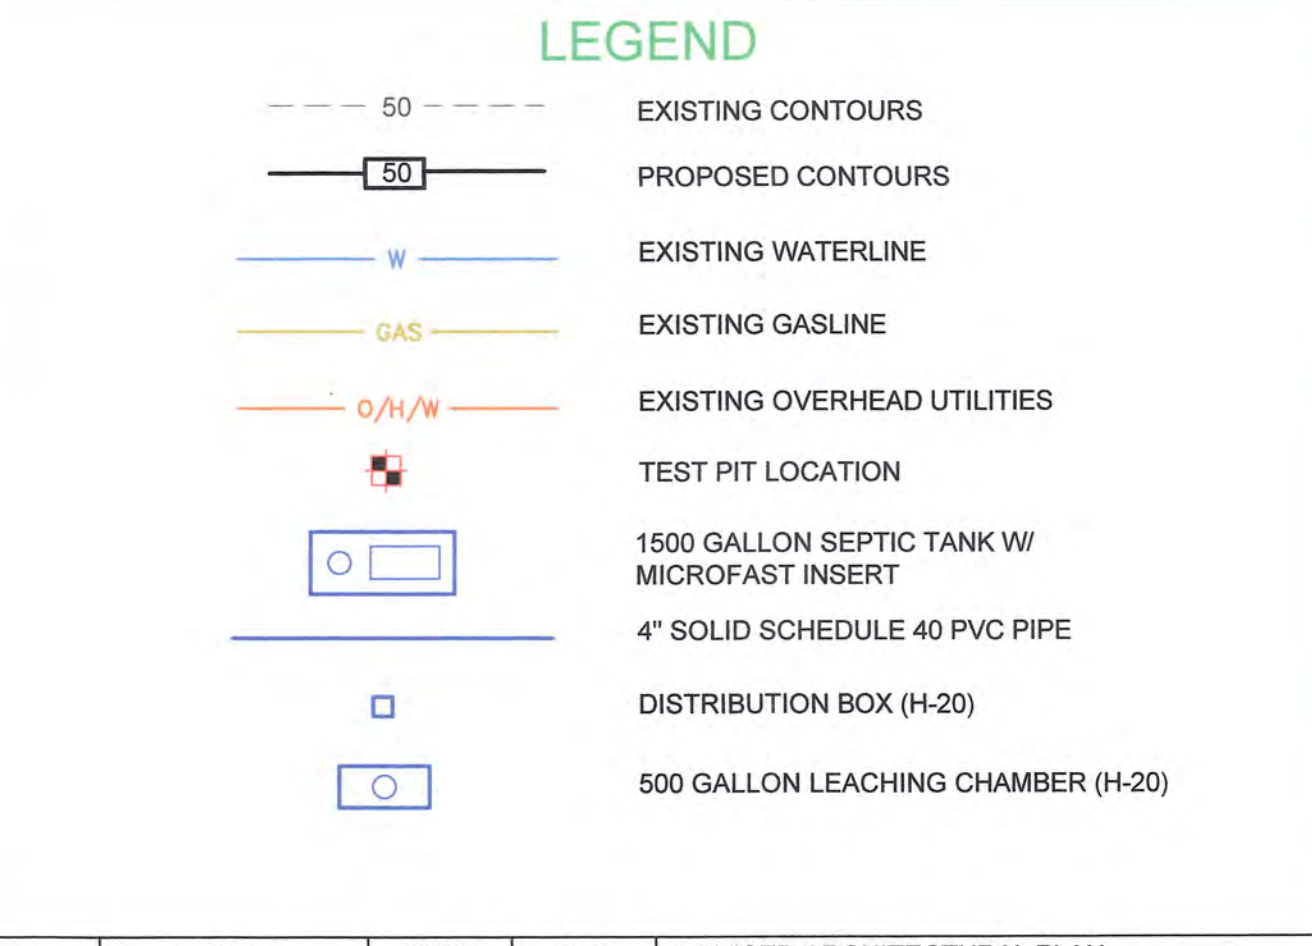 LEGEND
50 EXISTING CONTOURS
50 PROPOSED CONTOURS
W EXISTING WATERLINE
GAS EXISTING GASLINE
O/H/W EXISTING OVERHEAD UTILITIES
TEST PIT LOCATION
1500 GALLON SEPTIC TANK W/
MICROFAST INSERT
4" SOLID SCHEDULE 40 PVC PIPE
DISTRIBUTION BOX (H-20)
500 GALLON LEACHING CHAMBER (H-20)